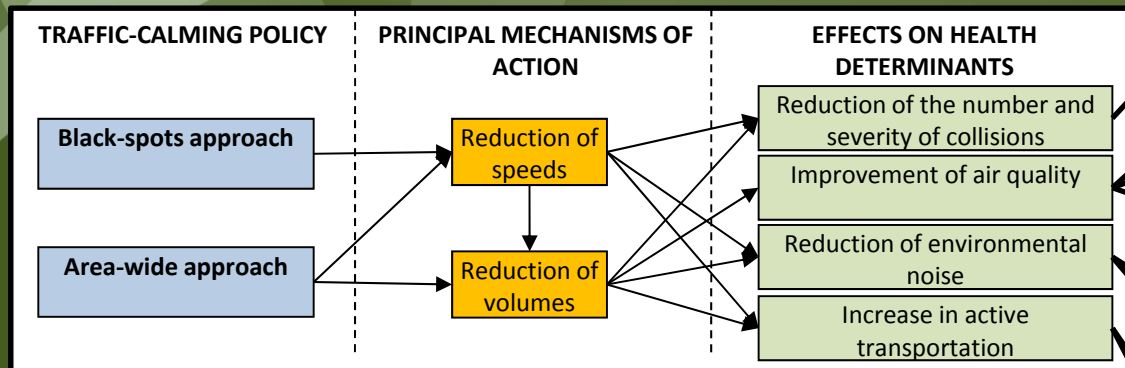 TRAFFIC-CALMING POLICY
PRINCIPAL MECHANISMS OF
ACTION
EFFECTS ON HEALTH
DETERMINANTS
Black-spots approach
Area-wide approach
Reduction of
speeds
Reduction of
volumes
Reduction of the number and
severity of collisions
Improvement of air quality
Reduction of environmental
noise
Increase in active
transportation